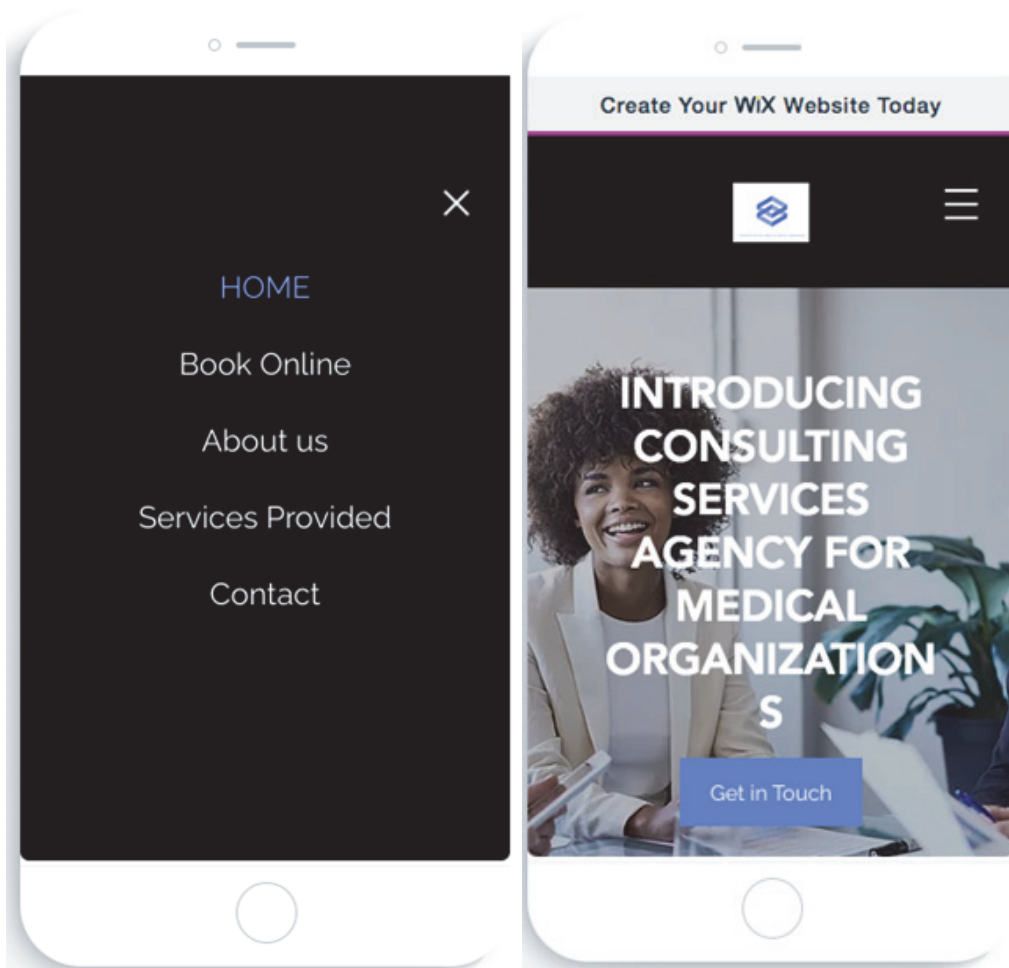 HOME
Book Online
About us
Services Provided
Contact
Create Your WiX Website Today
INTRODUCING
CONSULTING
SERVICES
AGENCY FOR
MEDICAL
ORGANIZATION
S
Get in Touch